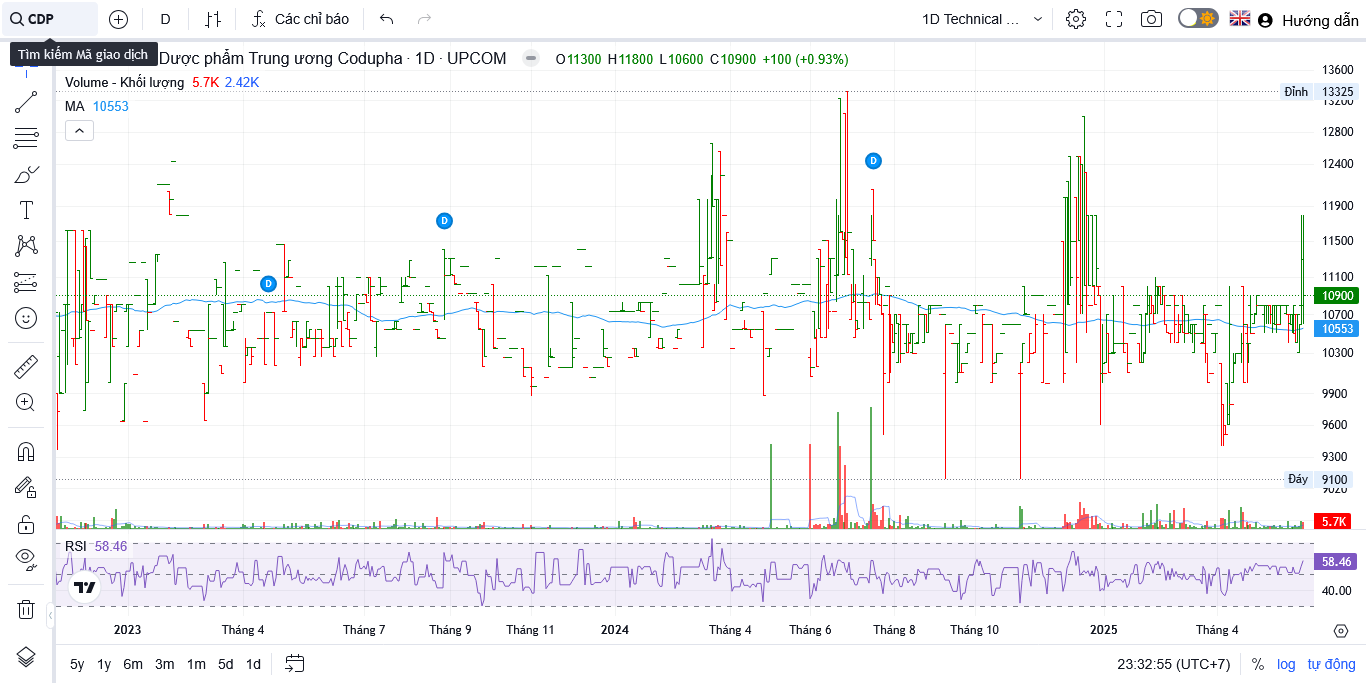 CDP
D
Các chỉ báo
1D Technical ...
Hướng dẫn
Tìm kiếm Mã giao dịch
Dược phẩm Trung ương Codupha · 1D · UPCOM
O11300 H11800 L10600 C10900 +100 (+0.93%)
Volume - Khối lượng 5.7K 2.42K
MA 10553
13600
Đỉnh 13325
13200
12800
12400
D
11900
D
11500
11100
D
10900
10700
10553
10300
9900
9600
9300
Đáy 9100
9020
5.7K
RSI 58.46
58.46
40.00
2023 Tháng 4 Tháng 7 Tháng 9 Tháng 11 2024 Tháng 4 Tháng 6 Tháng 8 Tháng 10 2025 Tháng 4
5y 1y 6m 3m 1m 5d 1d
23:32:55 (UTC+7) % log tự động